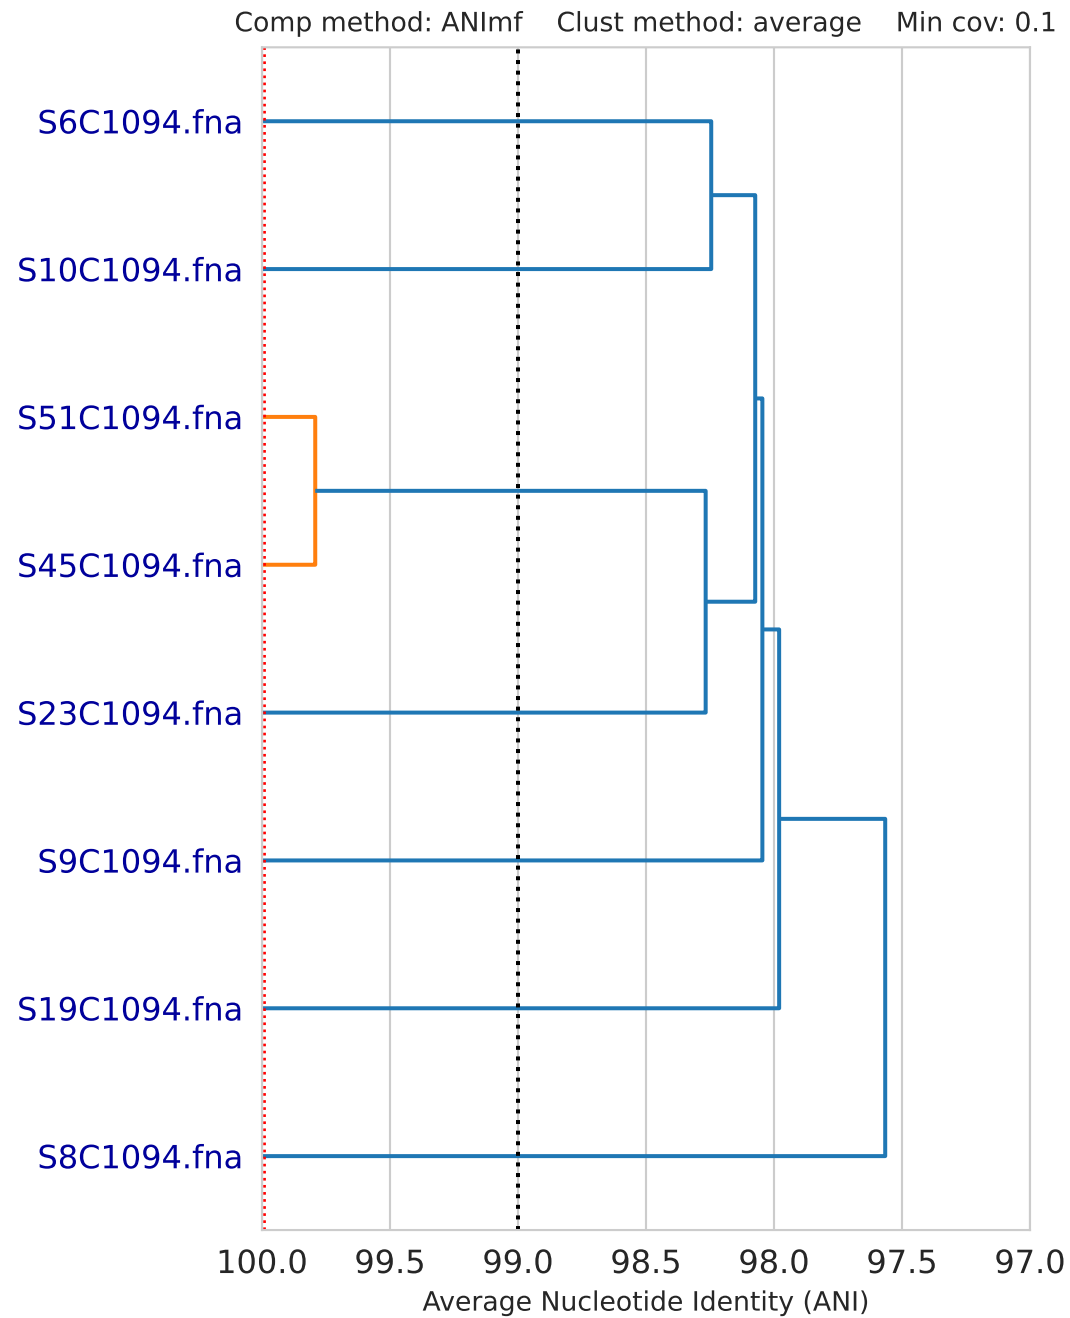 Comp method: ANImf    Clust method: average    Min cov: 0.1
S6C1094.fna
S10C1094.fna
S51C1094.fna
S45C1094.fna
S23C1094.fna
S9C1094.fna
S19C1094.fna
S8C1094.fna
100.0 99.5 99.0 98.5 98.0 97.5 97.0
Average Nucleotide Identity (ANI)